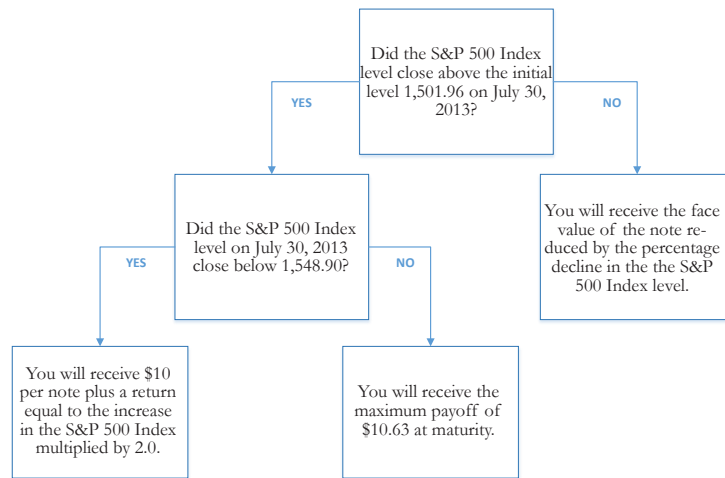 Did the S&P 500 Index
level close above the initial
level 1,501.96 on July 30,
2013?
YES
NO
Did the S&P 500 Index
level on July 30, 2013
close below 1,548.90?
You will receive the face
value of the note re-
duced by the percentage
decline in the the S&P
500 Index level.
YES
NO
You will receive $10
per note plus a return
equal to the increase
in the S&P 500 Index
multiplied by 2.0.
You will receive the
maximum payoff of
$10.63 at maturity.